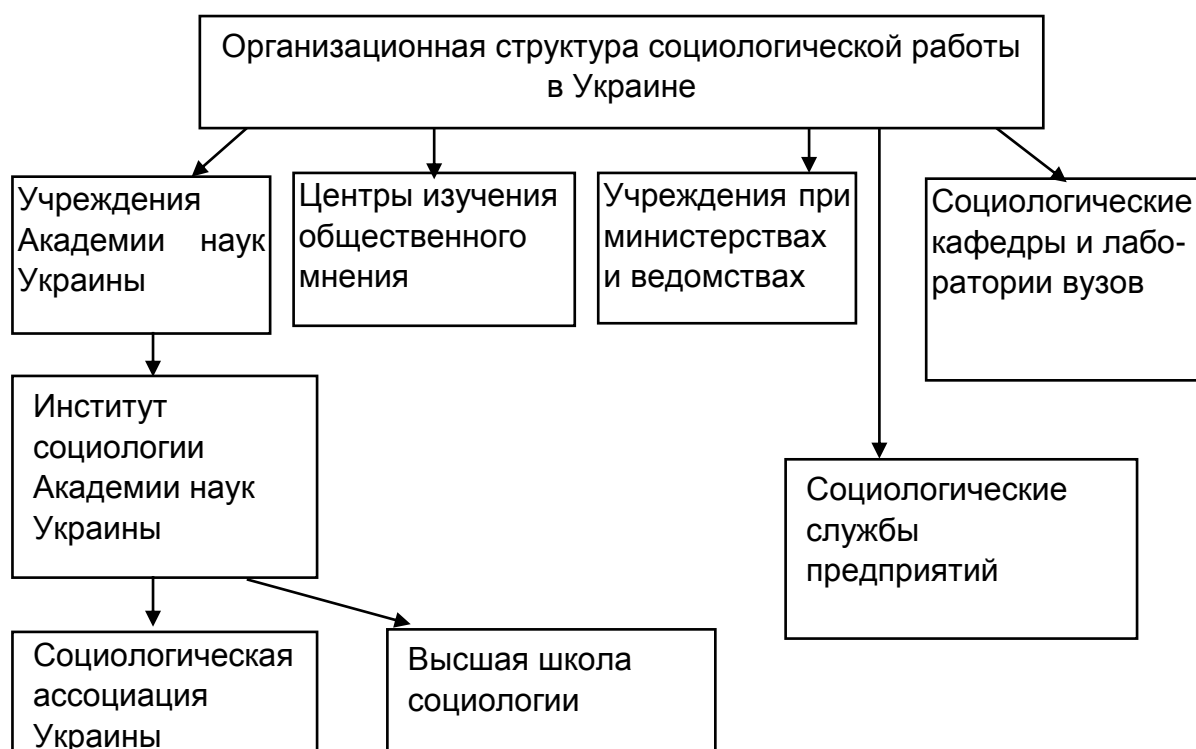 Организационная структура социологической работы
в Украине
Учреждения
Академии наук
Украины
Центры изучения
общественного
мнения
Учреждения при
министерствах
и ведомствах
Социологические
кафедры и лабо-
ратории вузов
Институт
социологии
Академии наук
Украины
Социологические
службы
предприятий
Социологическая
ассоциация
Украины
Высшая школа
социологии